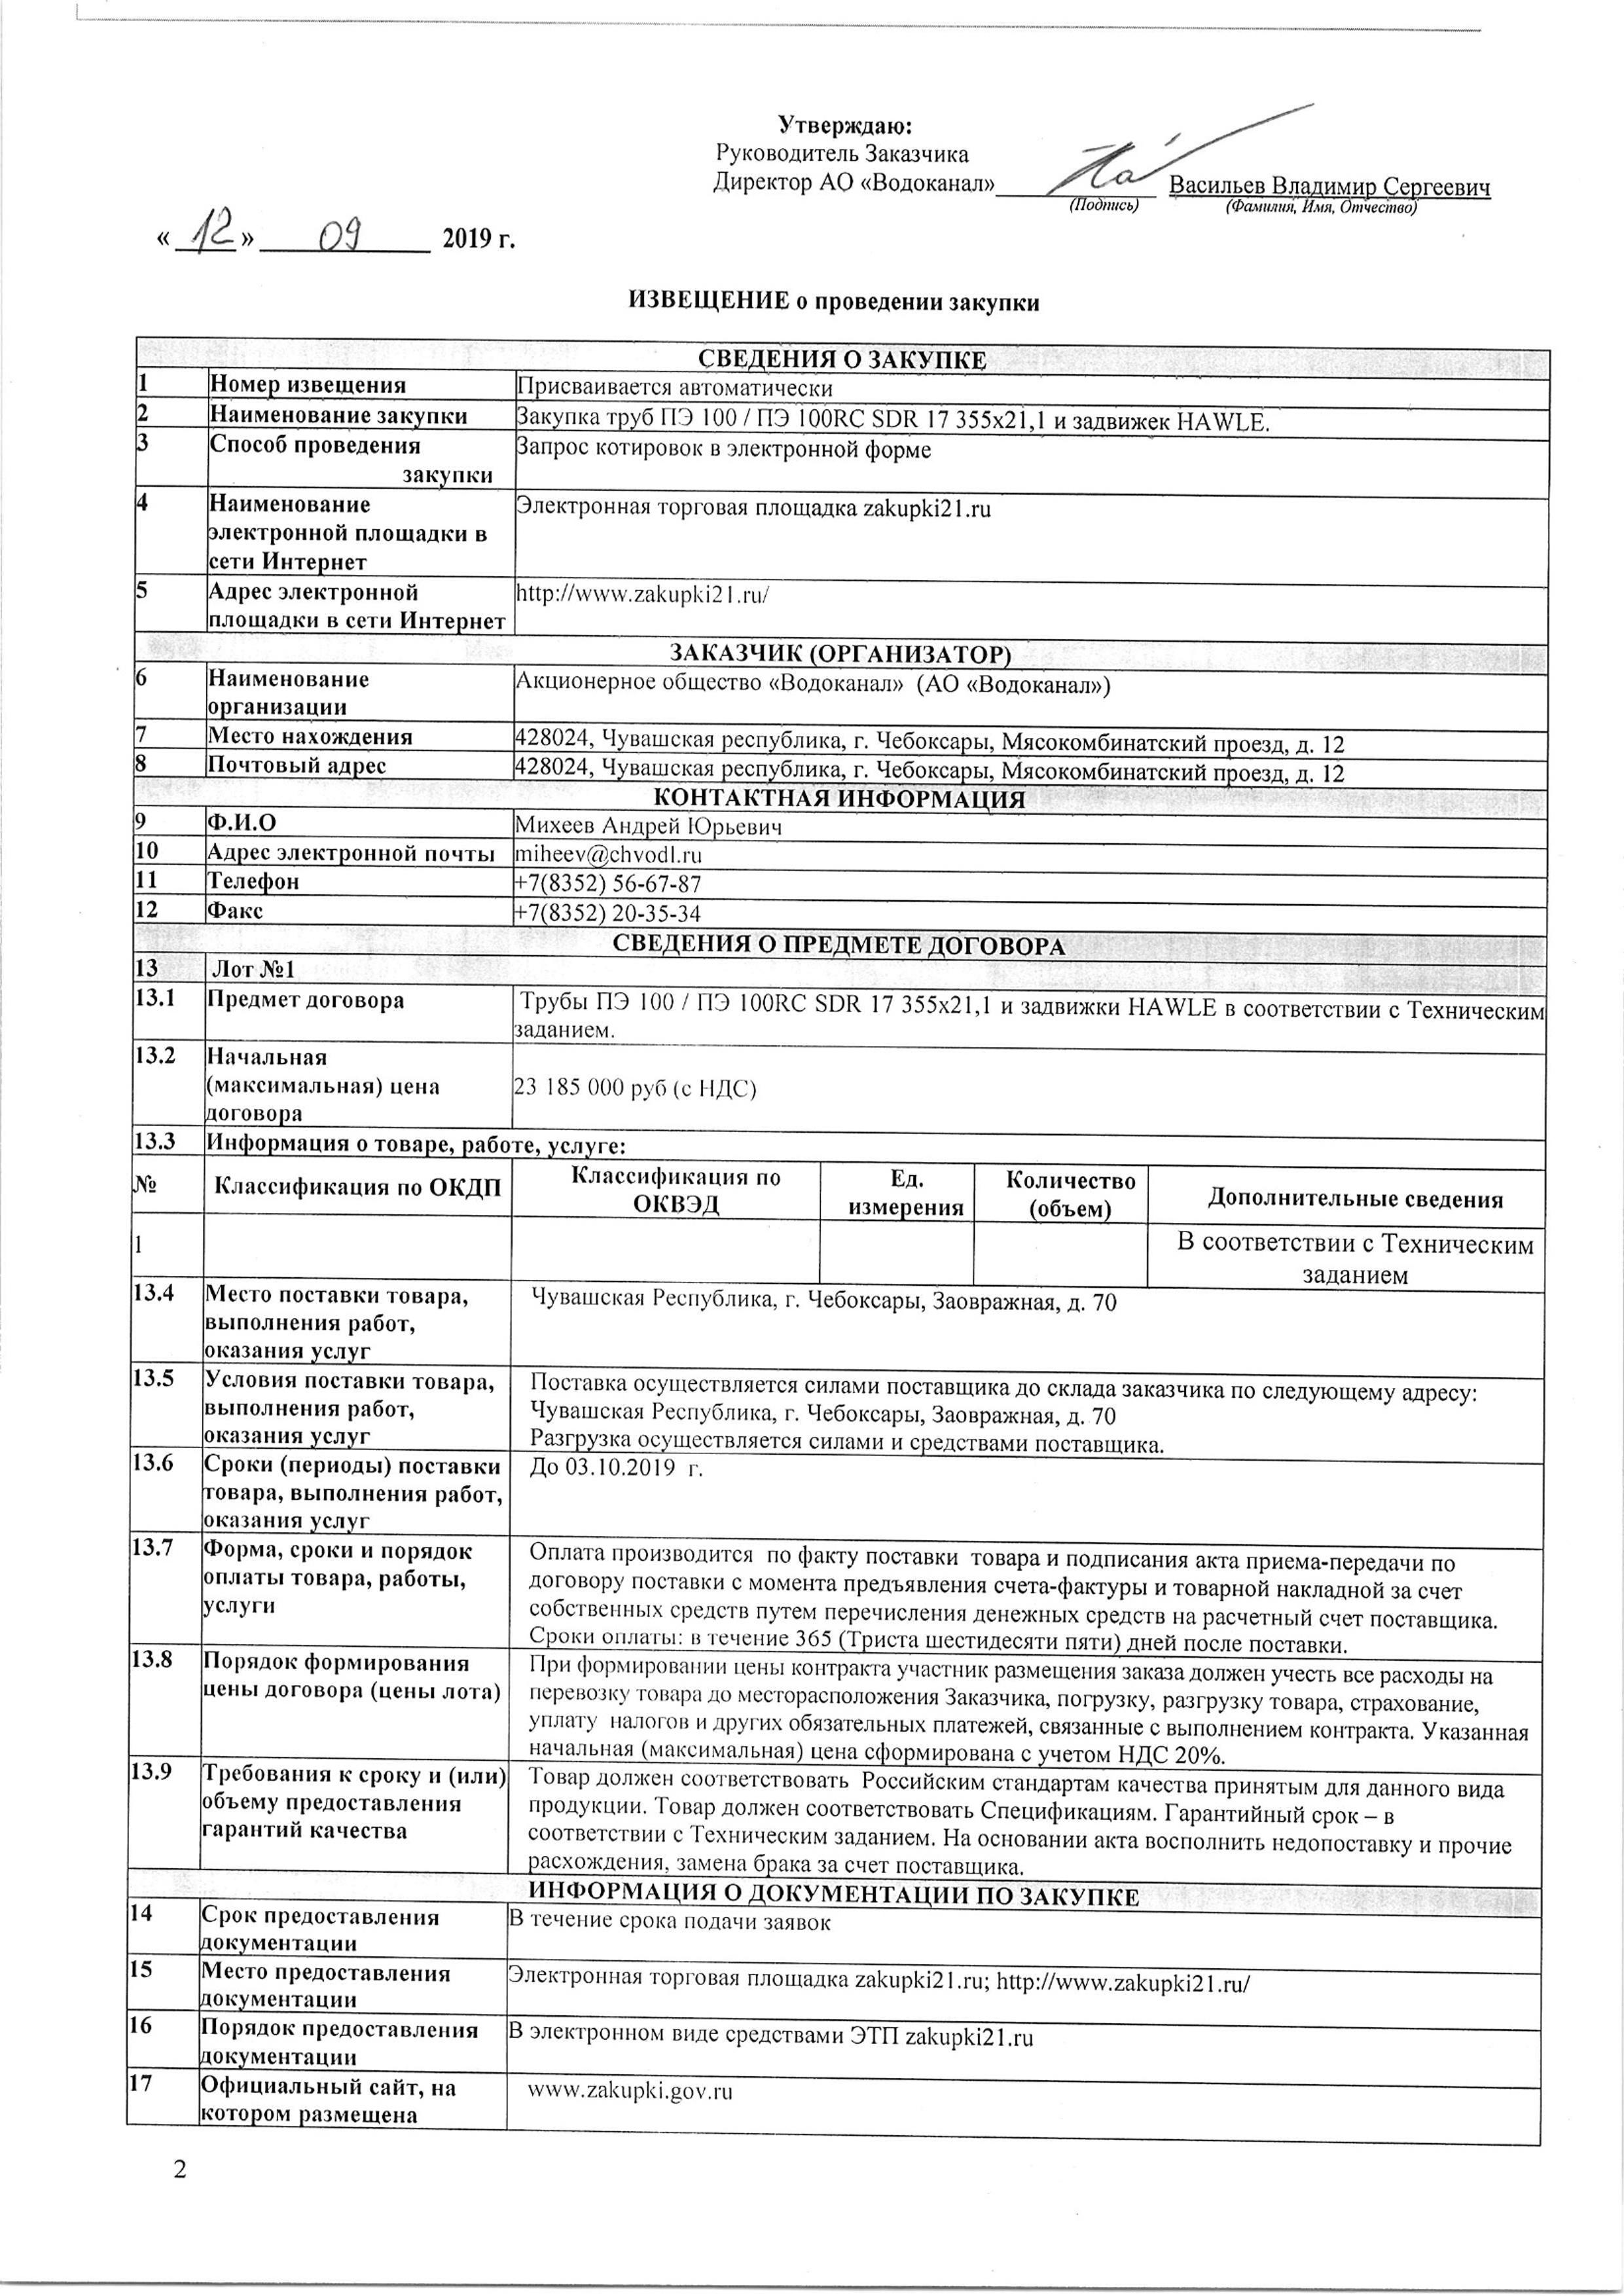 Утверждаю:
Руководитель Заказчика
Директор АО «Водоканал»____________ Васильев Владимир Сергеевич
(Подпись) (Фамилия, Имя, Отчество)
« 12 » 09 2019 г.
ИЗВЕЩЕНИЕ о проведении закупки
СВЕДЕНИЯ О ЗАКУПКЕ
1 Номер извещения Присваивается автоматически
2 Наименование закупки Закупка труб ПЭ 100 / ПЭ 100RC SDR 17 355х21,1 и задвижек HAWLE.
3 Способ проведения Запрос котировок в электронной форме
закупки
4 Наименование Электронная торговая площадка zakupki21.ru
электронной площадки в
сети Интернет
5 Адрес электронной http://www.zakupki21.ru/
площадки в сети Интернет
ЗАКАЗЧИК (ОРГАНИЗАТОР)
6 Наименование Акционерное общество «Водоканал» (АО «Водоканал»)
организации
7 Место нахождения 428024, Чувашская республика, г. Чебоксары, Мясокомбинатский проезд, д. 12
8 Почтовый адрес 428024, Чувашская республика, г. Чебоксары, Мясокомбинатский проезд, д. 12
КОНТАКТНАЯ ИНФОРМАЦИЯ
9 Ф.И.О Михеев Андрей Юрьевич
10 Адрес электронной почты miheev@chvodl.ru
11 Телефон +7(8352) 56-67-87
12 Факс +7(8352) 20-35-34
СВЕДЕНИЯ О ПРЕДМЕТЕ ДОГОВОРА
13 Лот №1
13.1 Предмет договора Трубы ПЭ 100 / ПЭ 100RC SDR 17 355х21,1 и задвижки HAWLE в соответствии с Техническим
заданием.
13.2 Начальная
(максимальная) цена 23 185 000 руб (с НДС)
договора
13.3 Информация о товаре, работе, услуге:
№ Классификация по ОКДП Классификация по ОКВЭД Ед. измерения Количество (объем) Дополнительные сведения
1 В соответствии с Техническим
заданием
13.4 Место поставки товара, Чувашская Республика, г. Чебоксары, Заовражная, д. 70
выполнения работ,
оказания услуг
13.5 Условия поставки товара, Поставка осуществляется силами поставщика до склада заказчика по следующему адресу:
выполнения работ, Чувашская Республика, г. Чебоксары, Заовражная, д. 70
оказания услуг Разгрузка осуществляется силами и средствами поставщика.
13.6 Сроки (периоды) поставки До 03.10.2019 г.
товара, выполнения работ,
оказания услуг
13.7 Форма, сроки и порядок Оплата производится по факту поставки товара и подписания акта приема-передачи по
оплаты товара, работы, договору поставки с момента предъявления счета-фактуры и товарной накладной за счет
услуги собственных средств путем перечисления денежных средств на расчетный счет поставщика.
Сроки оплаты: в течение 365 (Триста шестидесяти пяти) дней после поставки.
13.8 Порядок формирования При формировании цены контракта участник размещения заказа должен учесть все расходы на
цены договора (цены лота) перевозку товара до месторасположения Заказчика, погрузку, разгрузку товара, страхование,
уплату налогов и других обязательных платежей, связанные с выполнением контракта. Указанная
начальная (максимальная) цена сформирована с учетом НДС 20%.
13.9 Требования к сроку и (или) Товар должен соответствовать Российским стандартам качества принятым для данного вида
объему предоставления продукции. Товар должен соответствовать Спецификациям. Гарантийный срок – в
гарантий качества соответствии с Техническим заданием. На основании акта восполнить недопоставку и прочие
расхождения, замена брака за счет поставщика.
ИНФОРМАЦИЯ О ДОКУМЕНТАЦИИ ПО ЗАКУПКЕ
14 Срок предоставления В течение срока подачи заявок
документации
15 Место предоставления Электронная торговая площадка zakupki21.ru; http://www.zakupki21.ru/
документации
16 Порядок предоставления В электронном виде средствами ЭТП zakupki21.ru
документации
17 Официальный сайт, на www.zakupki.gov.ru
котором размещена
2